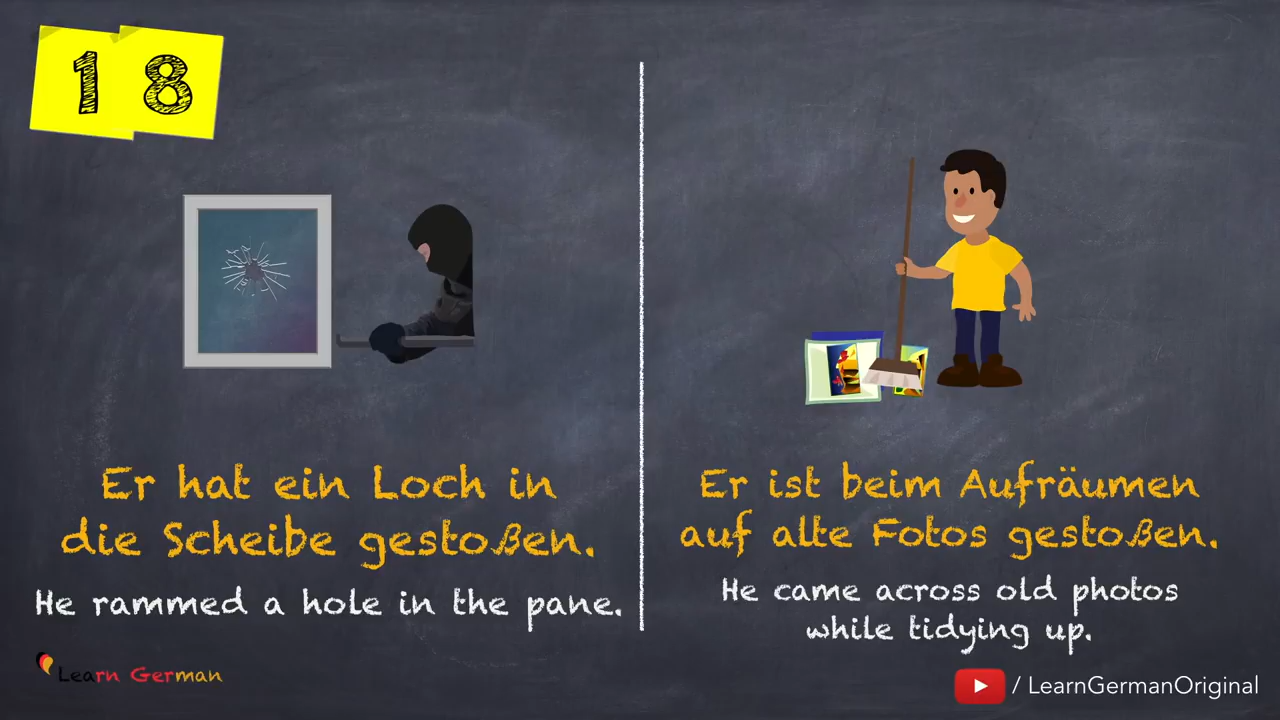 18
Er hat ein Loch in
die Scheibe gestoßen.
He rammed a hole in the pane.
Er ist beim Aufräumen
auf alte Fotos gestoßen.
He came across old photos
while tidying up.
Learn German
/ LearnGermanOriginal